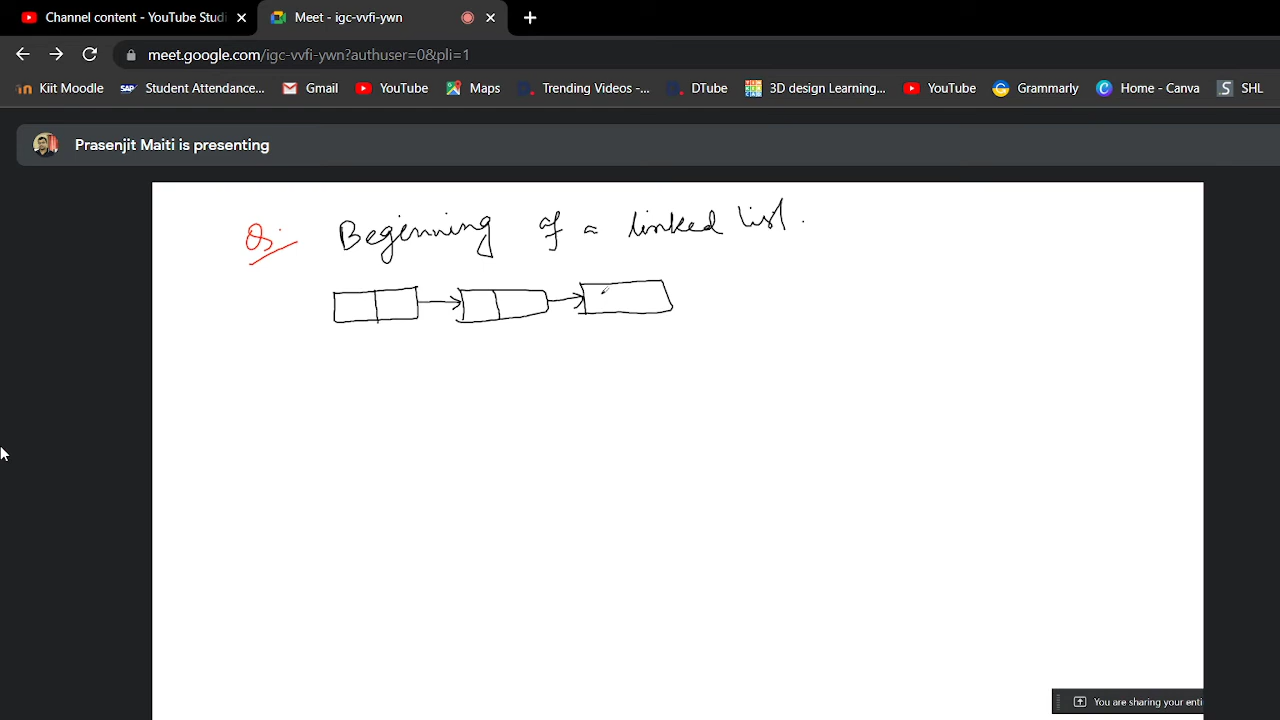 Channel content - YouTube Studi
Meet - igc-vvfi-ywn
meet.google.com/igc-vvfi-ywn?authuser=0&pli=1
Kiit Moodle
Student Attendance...
Gmail
YouTube
Maps
Trending Videos -...
DTube
3D design Learning...
YouTube
Grammarly
Home - Canva
SHL
Prasenjit Maiti is presenting
Qs. Beginning of a linked list.
You are sharing your enti